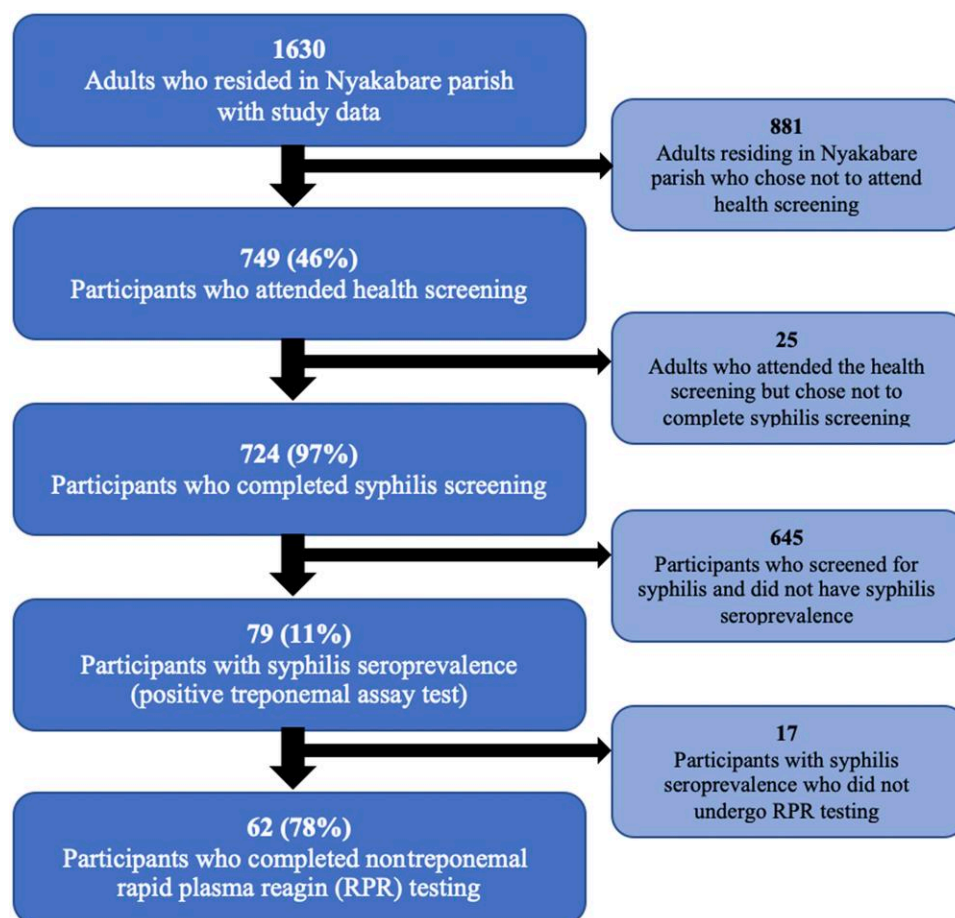 1630
Adults who resided in Nyakabare parish
with study data
881
Adults residing in Nyakabare
parish who chose not to attend
health screening
749 (46%)
Participants who attended health screening
25
Adults who attended the health
screening but chose not to
complete syphilis screening
724 (97%)
Participants who completed syphilis screening
645
Participants who screened for
syphilis and did not have syphilis
seroprevalence
79 (11%)
Participants with syphilis seroprevalence
(positive treponemal assay test)
17
Participants with syphilis
seroprevalence who did not
undergo RPR testing
62 (78%)
Participants who completed nontreponemal
rapid plasma reagin (RPR) testing